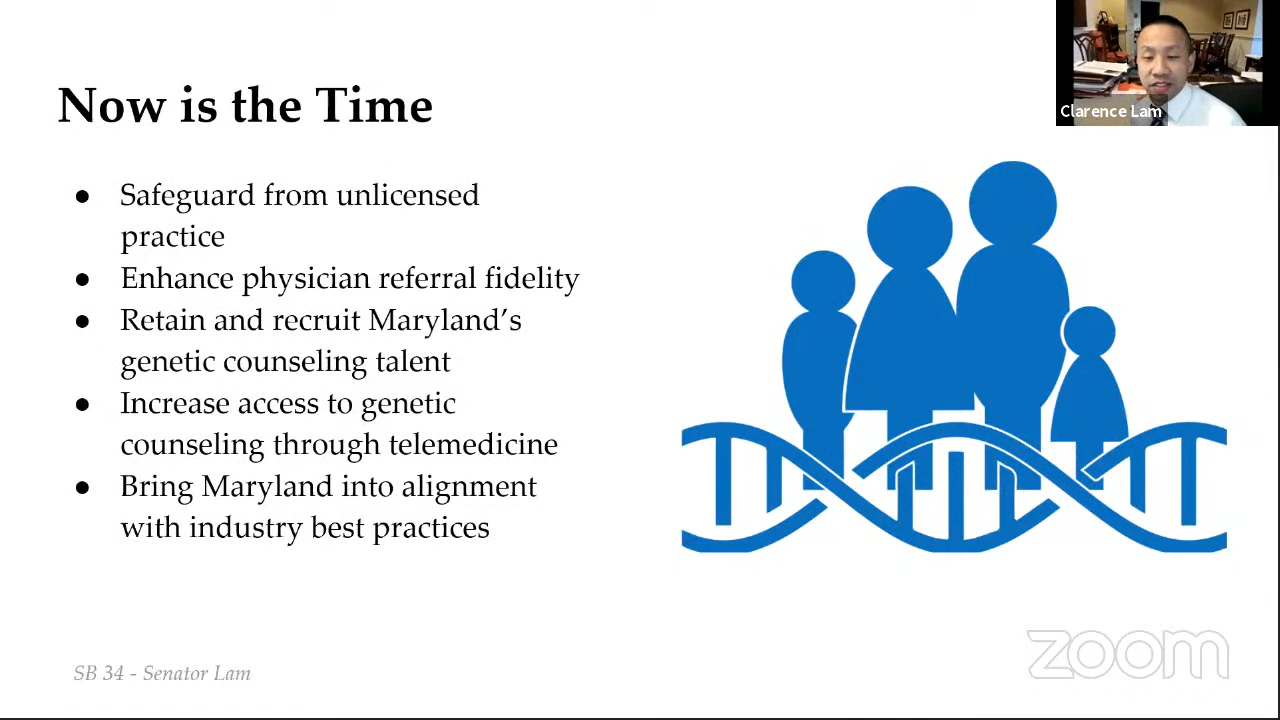 Now is the Time
Clarence Lam
● Safeguard from unlicensed
practice
● Enhance physician referral fidelity
● Retain and recruit Maryland’s
genetic counseling talent
● Increase access to genetic
counseling through telemedicine
● Bring Maryland into alignment
with industry best practices
SB 34 - Senator Lam
zoom